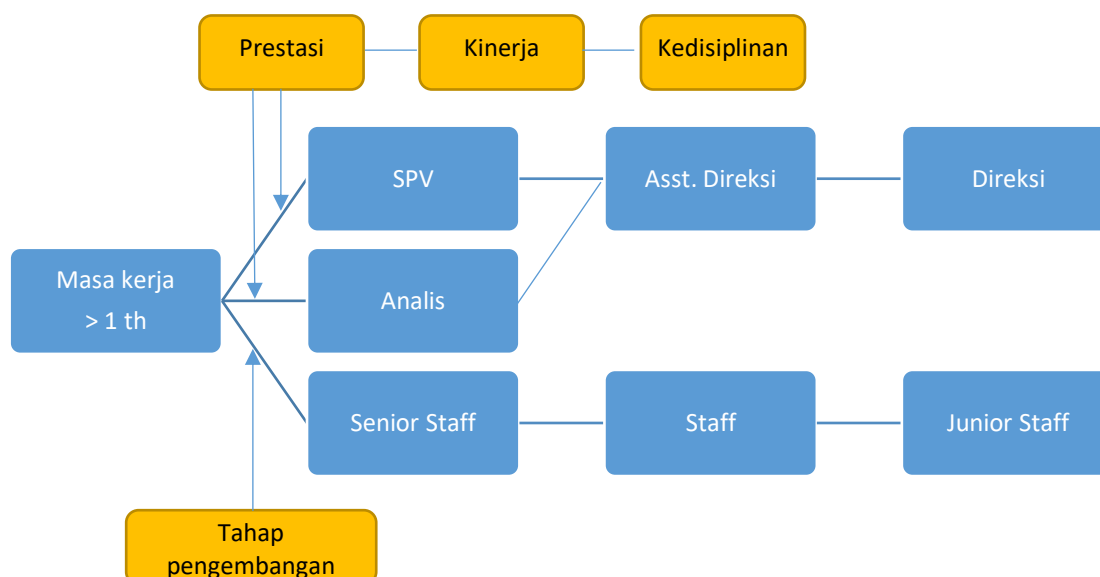 Prestasi
Kinerja
Kedisiplinan
SPV
Asst. Direksi
Direksi
Masa kerja
> 1 th
Analis
Senior Staff
Staff
Junior Staff
Tahap
pengembangan